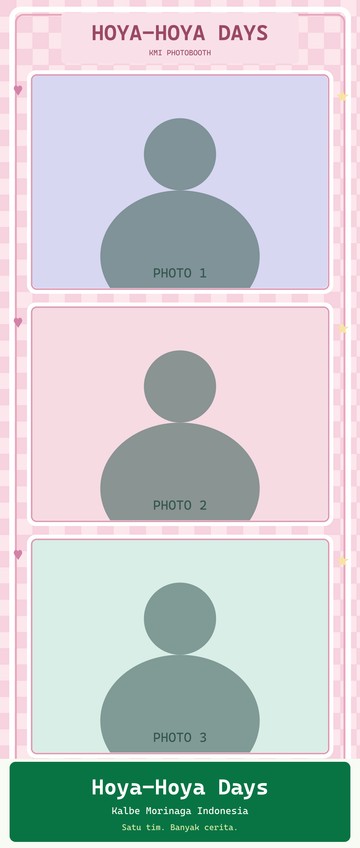 HOYA-HOYA DAYS
KMI PHOTOBOOTH
PHOTO 1
PHOTO 2
PHOTO 3
Hoya-Hoya Days
Kalbe Morinaga Indonesia
Satu tim. Banyak cerita.